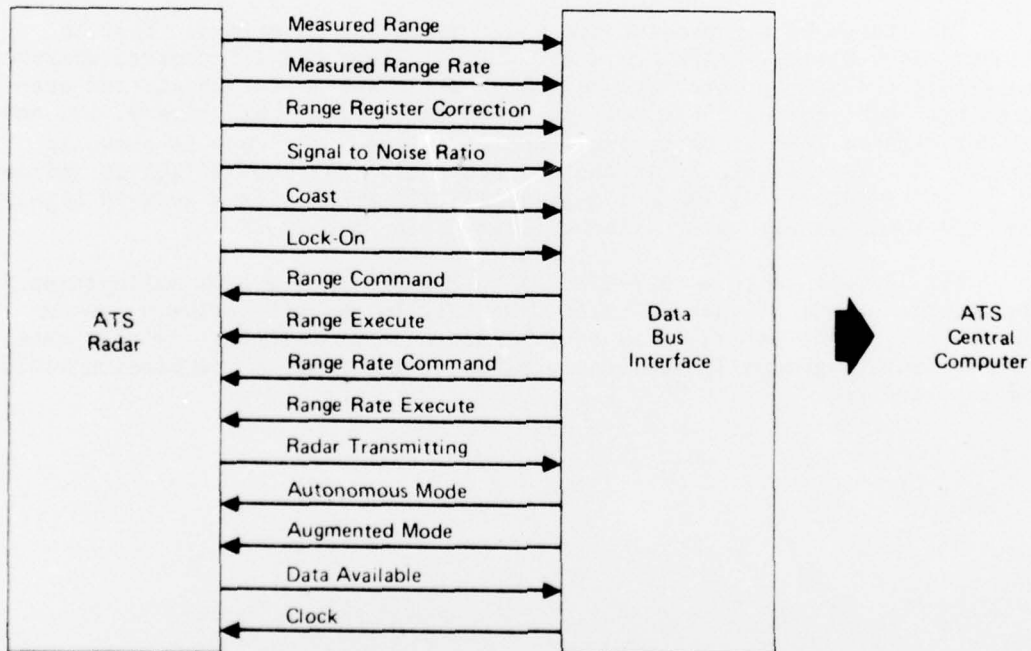 Measured Range
Measured Range Rate
Range Register Correction
Signal to Noise Ratio
Coast
Lock-On
Range Command
Range Execute
Range Rate Command
Range Rate Execute
Radar Transmitting
Autonomous Mode
Augmented Mode
Data Available
Clock
ATS
Radar
Data
Bus
Interface
ATS
Central
Computer